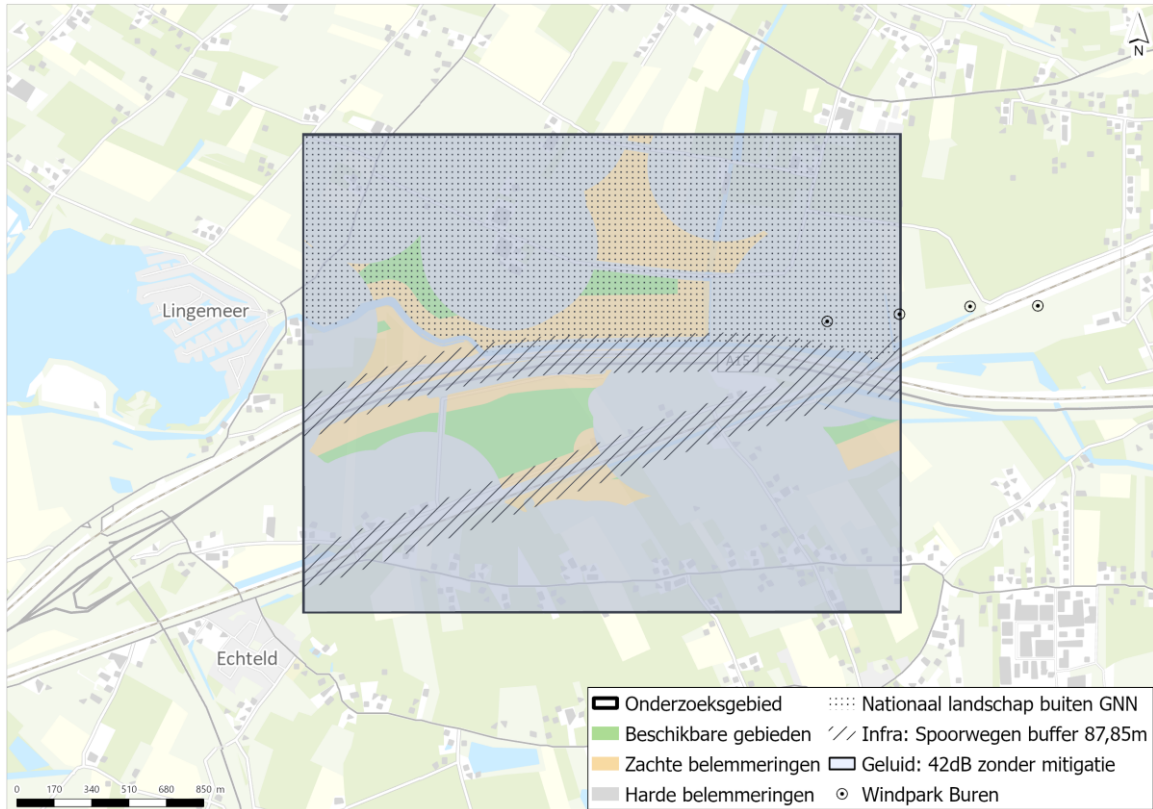 N
Lingemeer
A15
Echteld
Onderzoeksgebied
Beschikbare gebieden
Zachte belemmeringen
Harde belemmeringen
Nationaal landschap buiten GNN
Infra: Spoorwegen buffer 87,85m
Geluid: 42dB zonder mitigatie
Windpark Buren
0 170 340 510 680 850 m